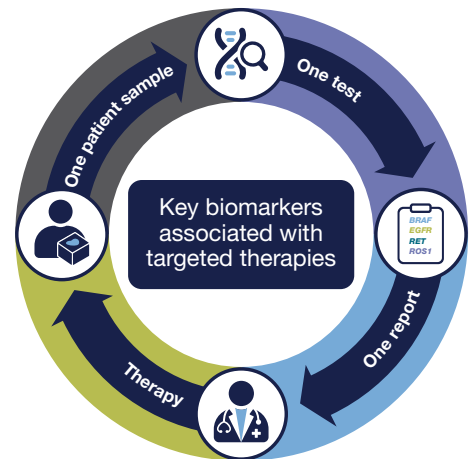 One patient sample
One test
BRAF
EGFR
RET
ROS1
Key biomarkers
associated with
targeted therapies
One report
Therapy